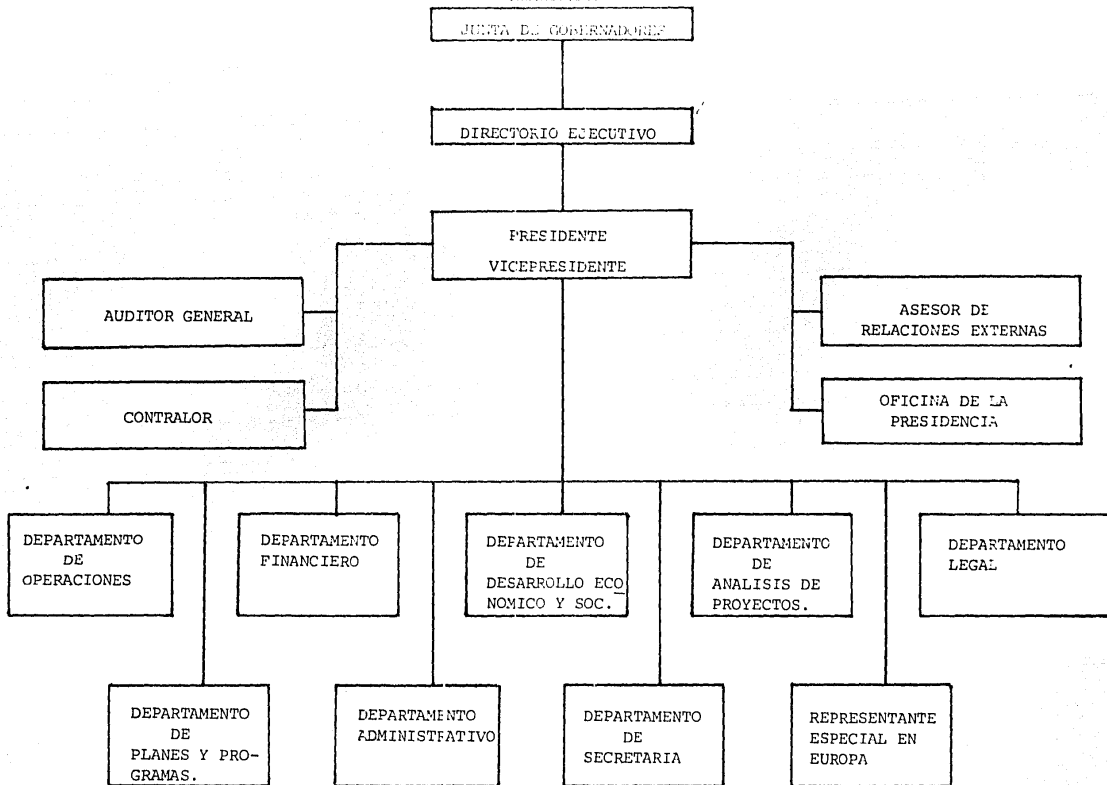 JUNTA DE GOBERNADORES
DIRECTORIO EJECUTIVO
PRESIDENTE
VICEPRESIDENTE
AUDITOR GENERAL
CONTRALOR
ASESOR DE
RELACIONES EXTERNAS
OFICINA DE LA
PRESIDENCIA
DEPARTAMENTO
DE
OPERACIONES
DEPARTAMENTO
FINANCIERO
DEPARTAMENTO
DE
DESARROLLO ECO
NOMICO Y SOC.
DEPARTAMENTO
DE
ANALISIS DE
PROYECTOS.
DEPARTAMENTO
LEGAL
DEPARTAMENTO
DE
PLANES Y PRO-
GRAMAS.
DEPARTAMENTO
ADMINISTRATIVO
DEPARTAMENTO
DE
SECRETARIA
REPRESENTANTE
ESPECIAL EN
EUROPA